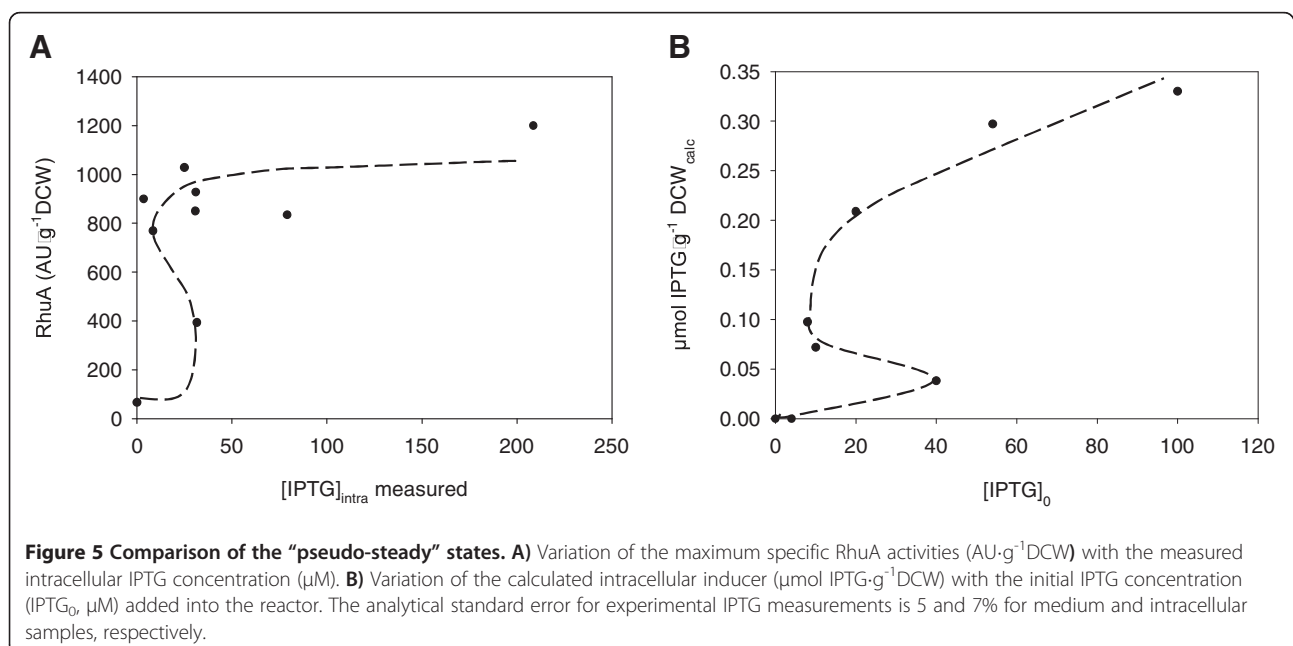 A
B
RhuA (AU·g-1DCW)
1400
1200
1000
800
600
400
200
0
0 50 100 150 200 250
[IPTG]intra measured
µmol IPTG·g-1 DCWcalc
0.35
0.30
0.25
0.20
0.15
0.10
0.05
0.00
0 20 40 60 80 100 120
[IPTG]0
Figure 5 Comparison of the “pseudo-steady” states. A) Variation of the maximum specific RhuA activities (AU·g-1DCW) with the measured
intracellular IPTG concentration (µM). B) Variation of the calculated intracellular inducer (µmol IPTG·g-1DCW) with the initial IPTG concentration
(IPTG0, µM) added into the reactor. The analytical standard error for experimental IPTG measurements is 5 and 7% for medium and intracellular
samples, respectively.